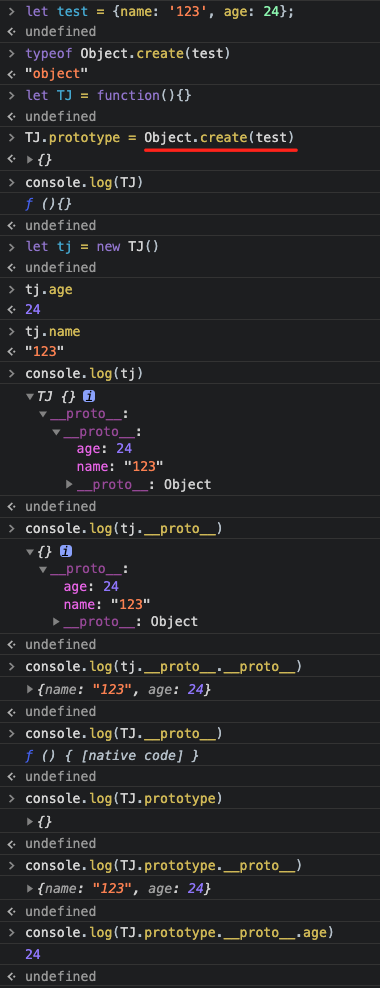 > let test = {name: '123', age: 24};
< undefined
> typeof Object.create(test)
< "object"
> let TJ = function(){}
< undefined
> TJ.prototype = Object.create(test)
< ▶ {}
> console.log(TJ)
ƒ (){}
< undefined
> let tj = new TJ()
< undefined
> tj.age
< 24
> tj.name
< "123"
> console.log(tj)
▼ TJ {} i
▼ __proto__:
▼ __proto__:
age: 24
name: "123"
▶ __proto__: Object
< undefined
> console.log(tj.__proto__)
▼ {} i
▼ __proto__:
age: 24
name: "123"
▶ __proto__: Object
< undefined
> console.log(tj.__proto__.__proto__)
▶ {name: "123", age: 24}
< undefined
> console.log(TJ.__proto__)
ƒ () { [native code] }
< undefined
> console.log(TJ.prototype)
▶ {}
< undefined
> console.log(TJ.prototype.__proto__)
▶ {name: "123", age: 24}
< undefined
> console.log(TJ.prototype.__proto__.age)
24
< undefined